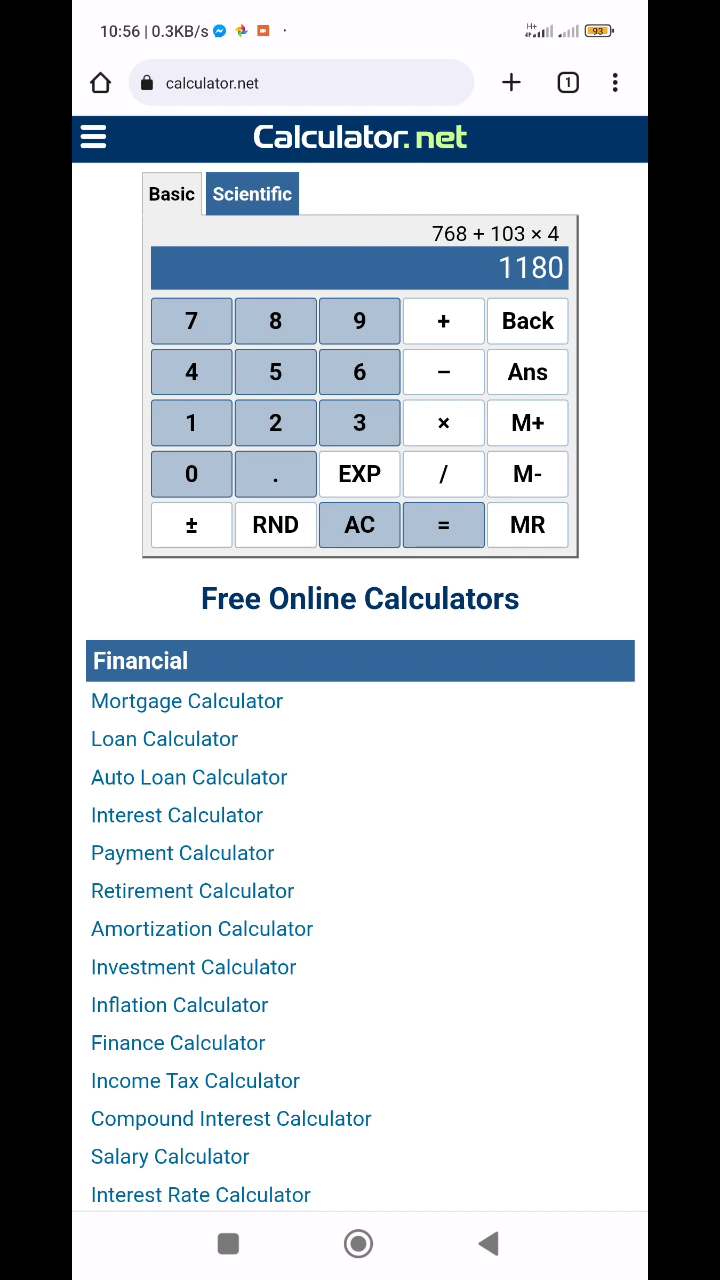 10:56 | 0.3KB/s
H+
93
calculator.net
1
Calculator.net
Basic Scientific
768 + 103 × 4
1180
7 8 9 + Back
4 5 6 − Ans
1 2 3 × M+
0 . EXP / M-
± RND AC = MR
Free Online Calculators
Financial
Mortgage Calculator
Loan Calculator
Auto Loan Calculator
Interest Calculator
Payment Calculator
Retirement Calculator
Amortization Calculator
Investment Calculator
Inflation Calculator
Finance Calculator
Income Tax Calculator
Compound Interest Calculator
Salary Calculator
Interest Rate Calculator